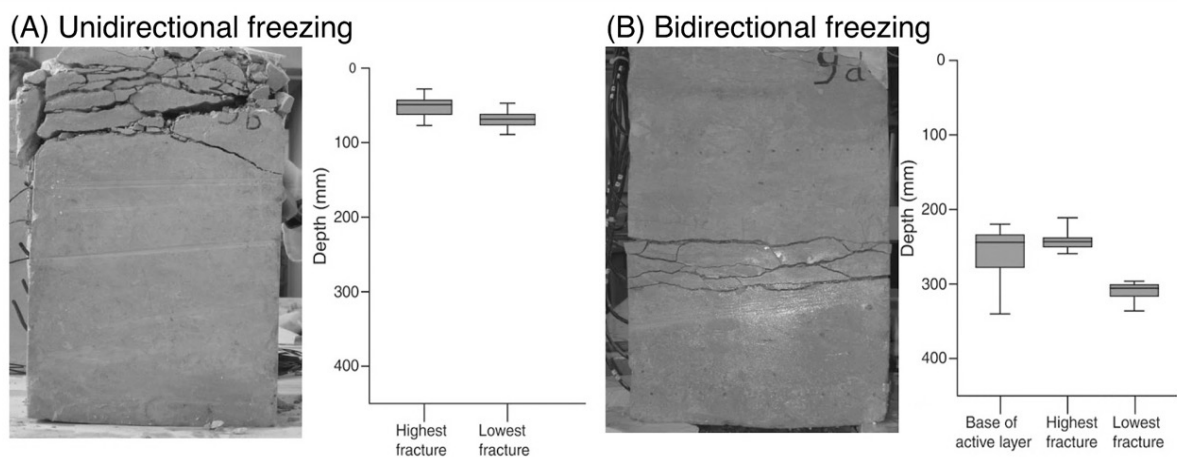 (A) Unidirectional freezing
0
100
200
300
400
Depth (mm)
Highest
fracture
Lowest
fracture
(B) Bidirectional freezing
9d
0
100
200
300
400
Depth (mm)
Base of
active layer
Highest
fracture
Lowest
fracture